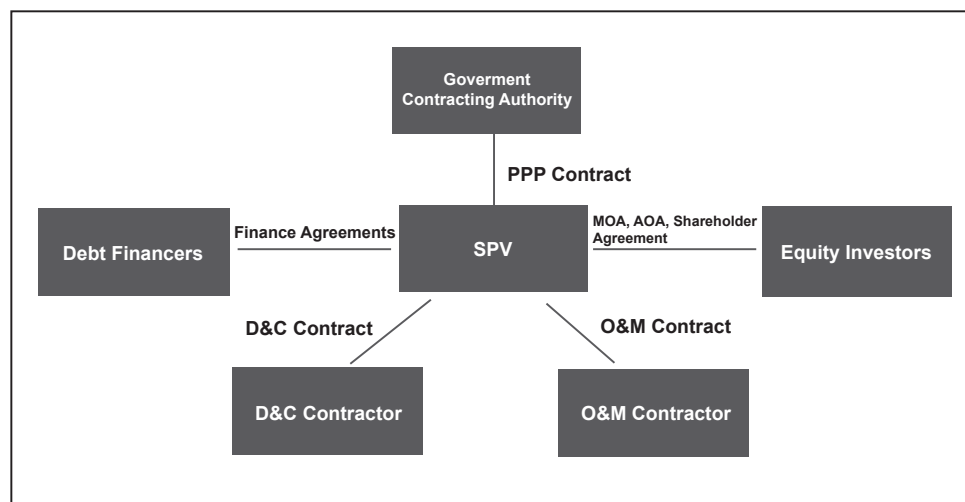 Goverment
Contracting Authority
PPP Contract
Debt Financers
Finance Agreements
SPV
MOA, AOA, Shareholder
Agreement
Equity Investors
D&C Contract
O&M Contract
D&C Contractor
O&M Contractor